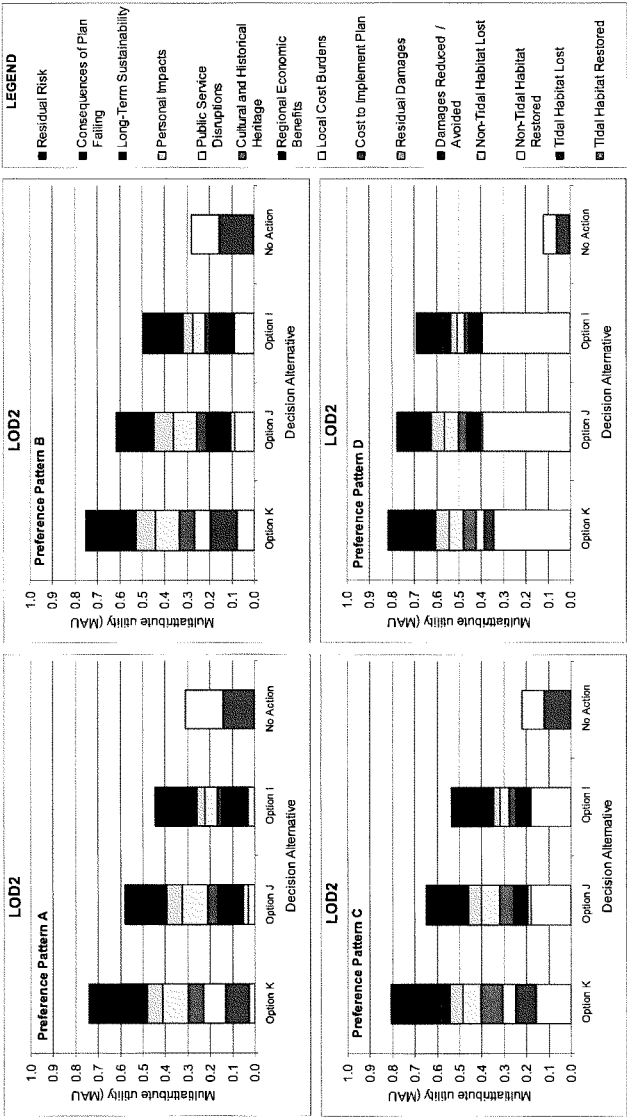 LOD2
Preference Pattern A
Multiattribute utility (MAU)
1.0
0.9
0.8
0.7
0.6
0.5
0.4
0.3
0.2
0.1
0.0
Option K
Option J
Option I
No Action
Decision Alternative
LOD2
Preference Pattern B
Multiattribute utility (MAU)
1.0
0.9
0.8
0.7
0.6
0.5
0.4
0.3
0.2
0.1
0.0
Option K
Option J
Option I
No Action
Decision Alternative
LOD2
Preference Pattern C
Multiattribute utility (MAU)
1.0
0.9
0.8
0.7
0.6
0.5
0.4
0.3
0.2
0.1
0.0
Option K
Option J
Option I
No Action
Decision Alternative
LOD2
Preference Pattern D
Multiattribute utility (MAU)
1.0
0.9
0.8
0.7
0.6
0.5
0.4
0.3
0.2
0.1
0.0
Option K
Option J
Option I
No Action
Decision Alternative
LEGEND
Residual Risk
Consequences of Plan
Failing
Long-Term Sustainability
Personal Impacts
Public Service
Disruptions
Cultural and Historical
Heritage
Regional Economic
Benefits
Local Cost Burdens
Cost to Implement Plan
Residual Damages
Damages Reduced /
Avoided
Non-Tidal Habitat Lost
Non-Tidal Habitat
Restored
Tidal Habitat Lost
Tidal Habitat Restored